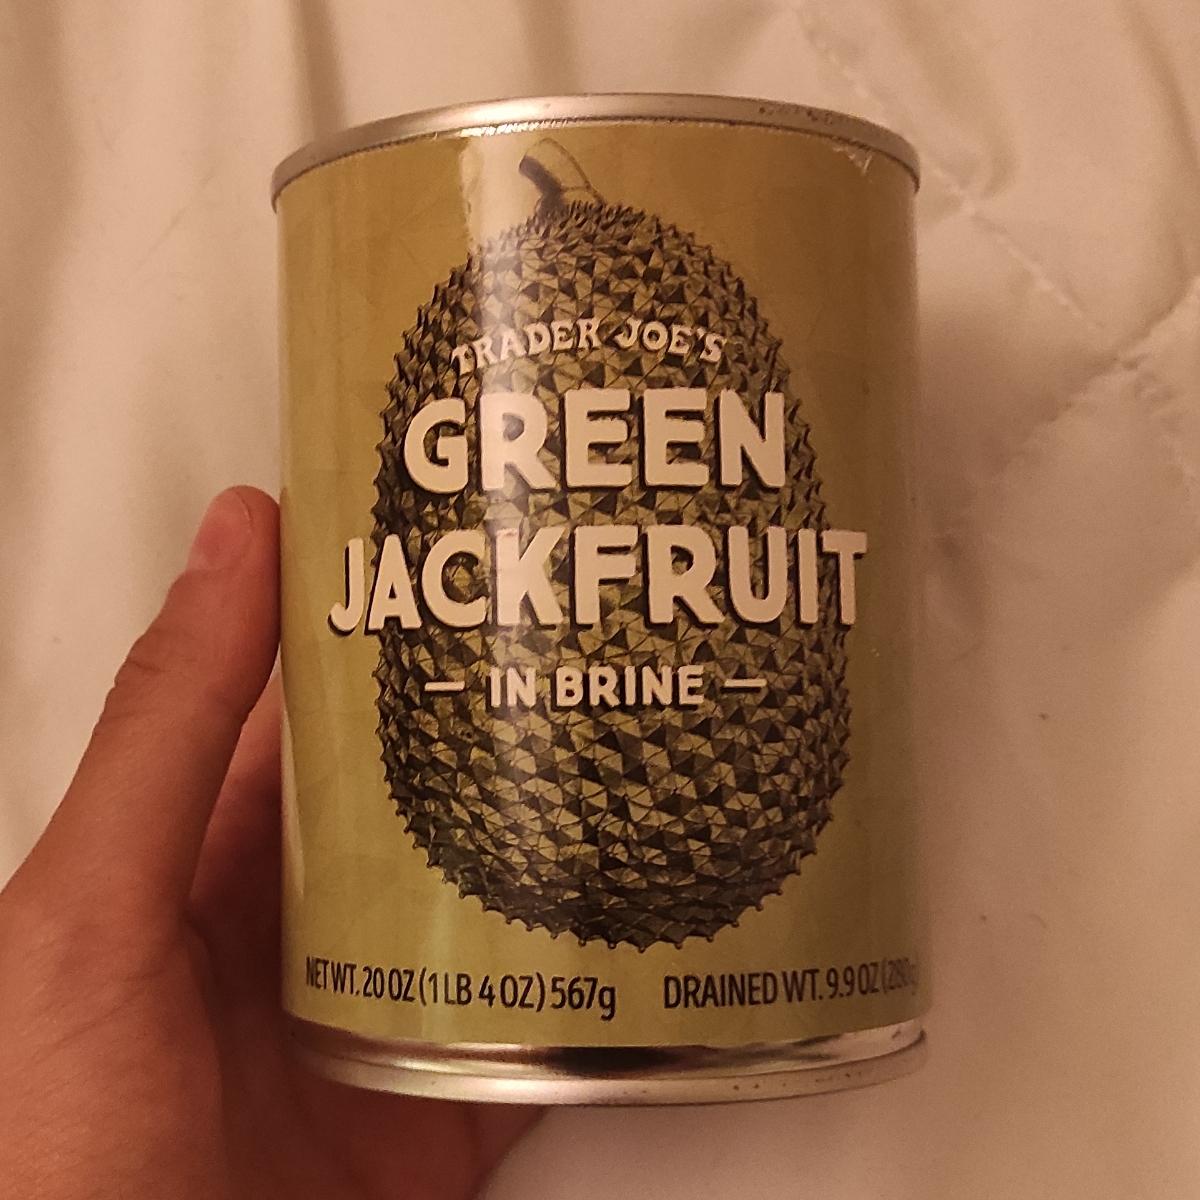 TRADER JOE'S
GREEN
JACKFRUIT
— IN BRINE —
NET WT. 20 OZ (1 LB 4 OZ) 567g DRAINED WT. 9.9 OZ (280g